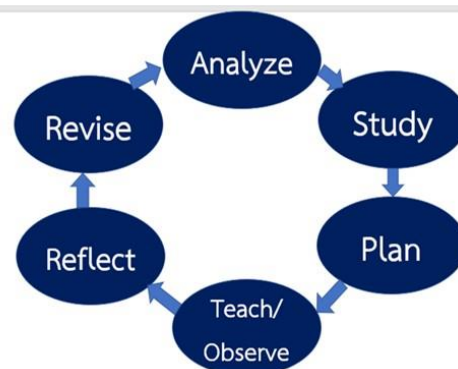 Analyze
Study
Plan
Teach/
Observe
Reflect
Revise